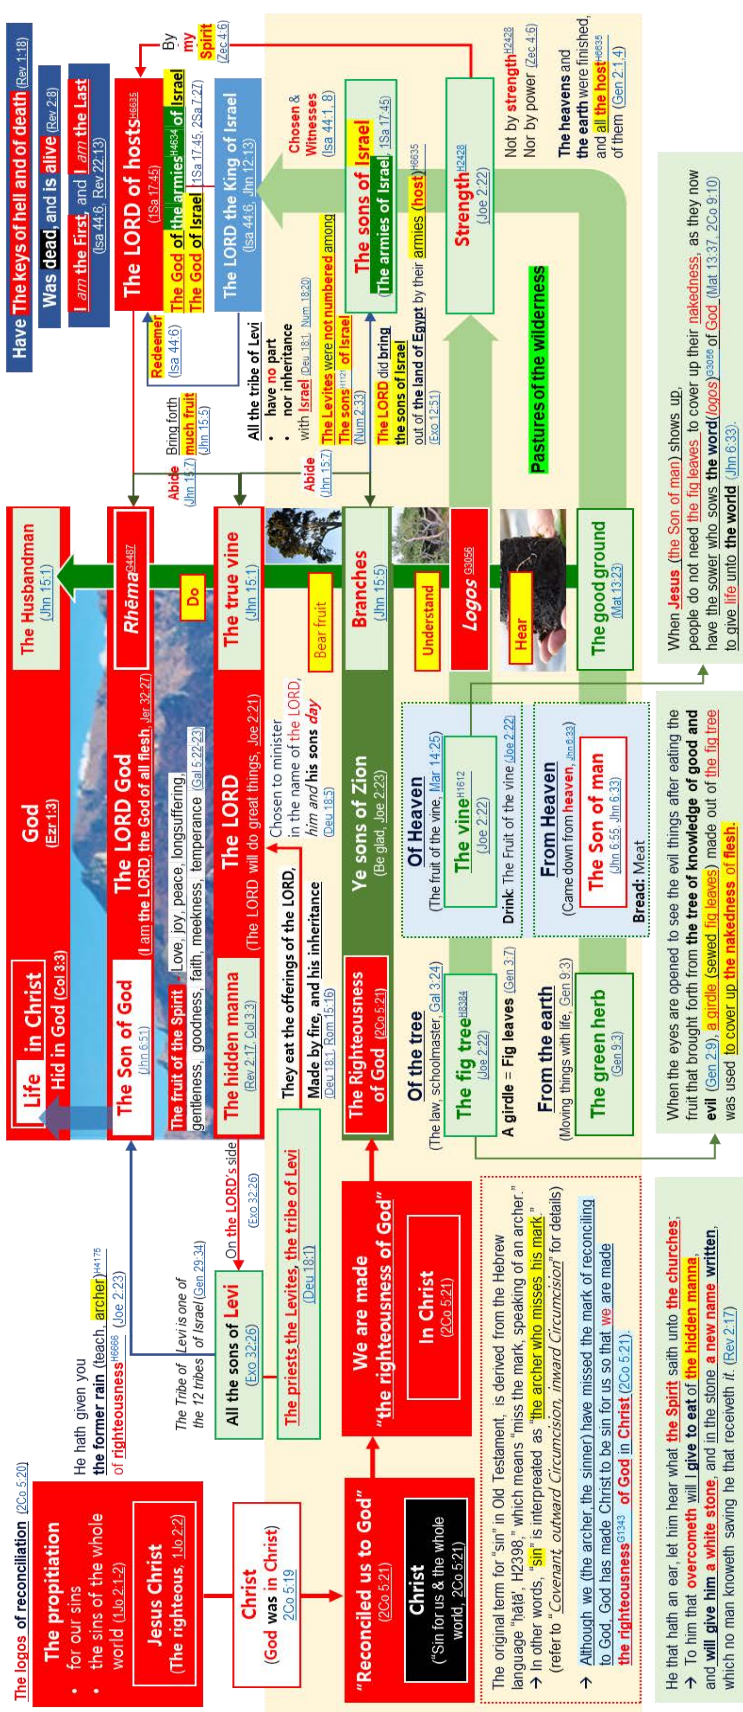 The logos of reconciliation (2Co 5:20)
The propitiation
• for our sins
• the sins of the whole
world (1Jo 2:1-2)
Jesus Christ
(The righteous, 1Jo 2:2)
Christ
(God was in Christ)
2Co 5:19
"Reconciled us to God"
(2Co 5:21)
Christ
("Sin for us & the whole
world, 2Co 5:21)
We are made
"the righteousness of God"
In Christ
(2Co 5:21)
The original term for "sin" in Old Testament, is derived from the Hebrew
language "hâtâ', H2398," which means "miss the mark, speaking of an archer."
→ In other words, "sin" is interpreated as "the archer who misses his mark."
(refer to "Covenant, outward Circumcision, inward Circumcision" for details)
→ Although we (the archer, the sinner) have missed the mark of reconciling
to God, God has made Christ to be sin for us so that we are made
the righteousness G1343 of God in Christ (2Co 5:21).
He that hath an ear, let him hear what the Spirit saith unto the churches;
→ To him that overcometh will I give to eat of the hidden manna,
and will give him a white stone, and in the stone a new name written,
which no man knoweth saving he that receiveth it. (Rev 2:17)
He hath given you
the former rain (teach, archer)H4175
of righteousnessH6666 (Joe 2:23)
The Tribe of Levi is one of
the 12 tribes of Israel (Gen 29:34)
All the sons of Levi
(Exo 32:26)
On the LORD's side
(Exo 32:26)
The priests the Levites, the tribe of Levi
(Deu 18:1)
Life in Christ
Hid in God (Col 3:3)
God
(Ezr 1:3)
The Husbandman
(Jhn 15:1)
The Son of God
(Jhn 6:51)
The LORD God
(I am the LORD, the God of all flesh, Jer 32:27)
RhēmaG4487
The fruit of the Spirit - Love, joy, peace, longsuffering,
gentleness, goodness, faith, meekness, temperance (Gal 5:22-23)
Do
The hidden manna
(Rev 2:17, Col 3:3)
The LORD
(The LORD will do great things, Joe 2:21)
The true vine
(Jhn 15:1)
They eat the offerings of the LORD,
Made by fire, and his inheritance
(Deu 18:1, Rom 15:16)
Chosen to minister
in the name of the LORD,
him and his sons day
(Deu 18:5)
Bear fruit
The Righteousness
of God (2Co 5:21)
Ye sons of Zion
(Be glad, Joe 2:23)
Branches
(Jhn 15:5)
Of the tree
(The law, schoolmaster, Gal 3:24)
The fig treeH8384
(Joe 2:22)
A girdle = Fig leaves (Gen 3:7)
From the earth
(Moving things with life, Gen 9:3)
The green herb
(Gen 9:3)
Of Heaven
(The fruit of the vine, Mar 14:25)
The vineH1612
(Joe 2:22)
Drink: The Fruit of the vine (Joe 2:22)
From Heaven
(Came down from heaven, Jhn 6:33)
The Son of man
(Jhn 6:55, Jhn 6:33)
Bread: Meat
Understand
Logos G3056
Hear
The good ground
(Mat 13:23)
When the eyes are opened to see the evil things after eating the
fruit that brought forth from the tree of knowledge of good and
evil (Gen 2:9), a girdle (sewed fig leaves) made out of the fig tree
was used to cover up the nakedness of flesh.
When Jesus (the Son of man) shows up,
people do not need the fig leaves to cover up their nakedness, as they now
have the sower who sows the word(logos)G3056 of God (Mat 13:37, 2Co 9:10)
to give life unto the world (Jhn 6:33).
Have The keys of hell and of death (Rev 1:18)
Was dead, and is alive (Rev 2:8)
I am the First, and I am the Last
(Isa 44:6, Rev 22:13)
The LORD of hostsH6635
(1Sa 17:45)
The God of the armiesH4634 of Israel
The God of Israel (1Sa 17:45, 2Sa 7:27)
The LORD the King of Israel
(Isa 44:6, Jhn 12:13)
By
my
Spirit
(Zec 4:6)
Redeemer
(Isa 44:6)
Abide
(Jhn 15:7)
Bring forth
much fruit
(Jhn 15:5)
All the tribe of Levi
• have no part
• nor inheritance
with Israel (Deu 18:1, Num 18:20)
Abide
(Jhn 15:7)
The Levites were not numbered among
The sonsH1121 of Israel
(Num 2:33)
The LORD did bring
the sons of Israel
out of the land of Egypt by their armies (host)H6635
(Exo 12:51)
Chosen &
Witnesses
(Isa 44:1, 8)
The sons of Israel
(The armies of Israel, 1Sa 17:45)
StrengthH2428
(Joe 2:22)
Not by strengthH2428
Nor by power (Zec 4:6)
The heavens and
the earth were finished,
and all the hostH6635
of them (Gen 2:1,4)
Pastures of the wilderness